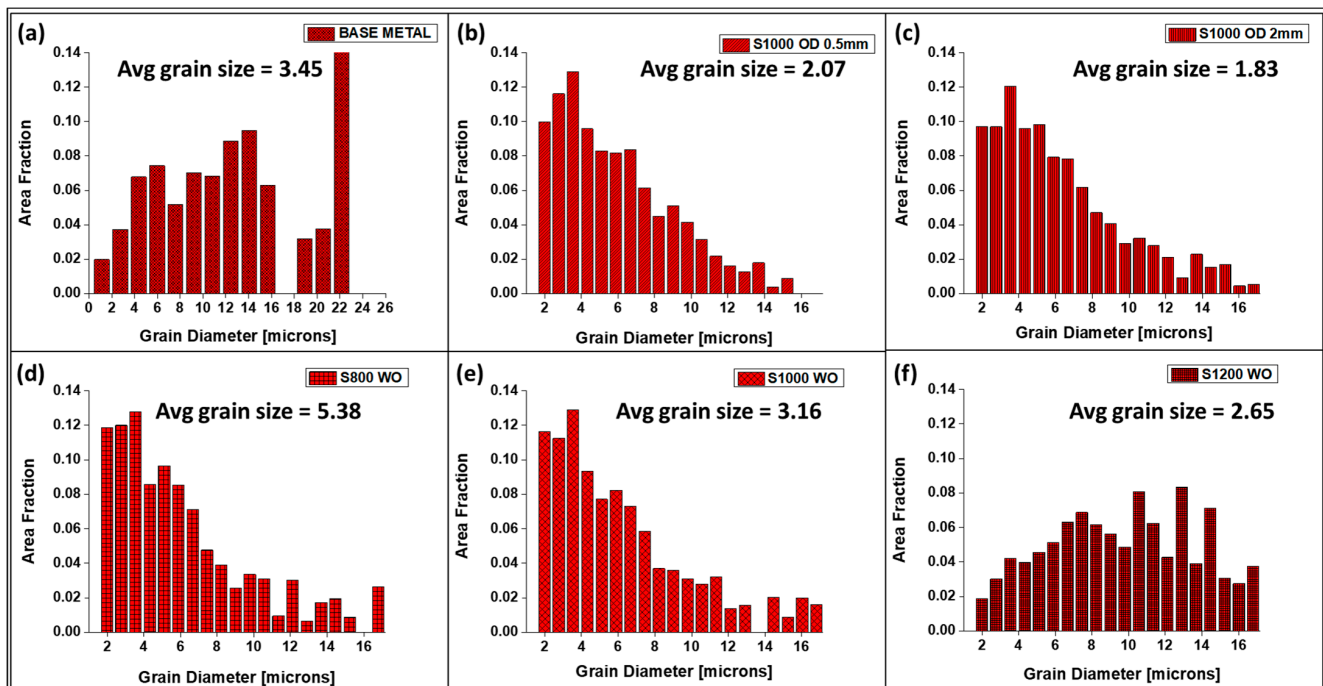 (a)
BASE METAL
Avg grain size = 3.45
0.14
0.12
0.10
0.08
0.06
0.04
0.02
0.00
Area Fraction
0 2 4 6 8 10 12 14 16 18 20 22 24 26
Grain Diameter [microns]
(b)
S1000 OD 0.5mm
Avg grain size = 2.07
0.14
0.12
0.10
0.08
0.06
0.04
0.02
0.00
Area Fraction
2 4 6 8 10 12 14 16
Grain Diameter [microns]
(c)
S1000 OD 2mm
Avg grain size = 1.83
0.14
0.12
0.10
0.08
0.06
0.04
0.02
0.00
Area Fraction
2 4 6 8 10 12 14 16
Grain Diameter [microns]
(d)
S800 WO
Avg grain size = 5.38
0.14
0.12
0.10
0.08
0.06
0.04
0.02
0.00
Area Fraction
2 4 6 8 10 12 14 16
Grain Diameter [microns]
(e)
S1000 WO
Avg grain size = 3.16
0.14
0.12
0.10
0.08
0.06
0.04
0.02
0.00
Area Fraction
2 4 6 8 10 12 14 16
Grain Diameter [microns]
(f)
S1200 WO
Avg grain size = 2.65
0.14
0.12
0.10
0.08
0.06
0.04
0.02
0.00
Area Fraction
2 4 6 8 10 12 14 16
Grain Diameter [microns]